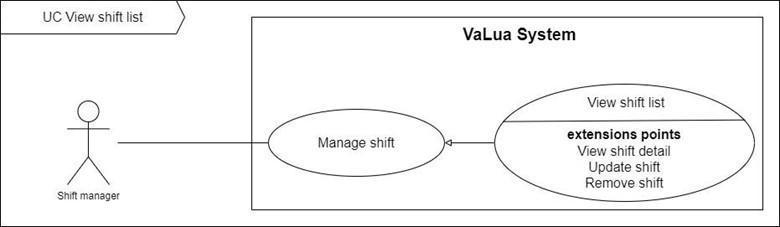 UC View shift list
VaLua System
View shift list
Manage shift
extensions points
View shift detail
Update shift
Remove shift
Shift manager